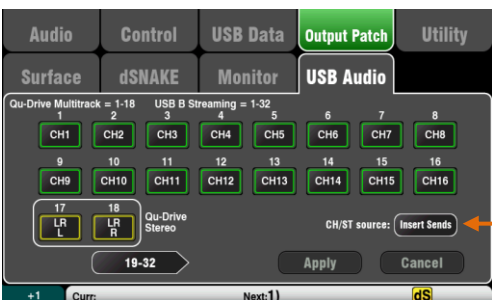 Audio Control USB Data Output Patch Utility
Surface dSNAKE Monitor USB Audio
Qu-Drive Multitrack = 1-18 USB B Streaming = 1-32
1 2 3 4 5 6 7 8
CH1 CH2 CH3 CH4 CH5 CH6 CH7 CH8
9 10 11 12 13 14 15 16
CH9 CH10 CH11 CH12 CH13 CH14 CH15 CH16
17 18
LR LR Qu-Drive
L R Stereo
CH/ST source: Insert Sends
19-32 Apply Cancel
+1 Curr: Next:1) dS